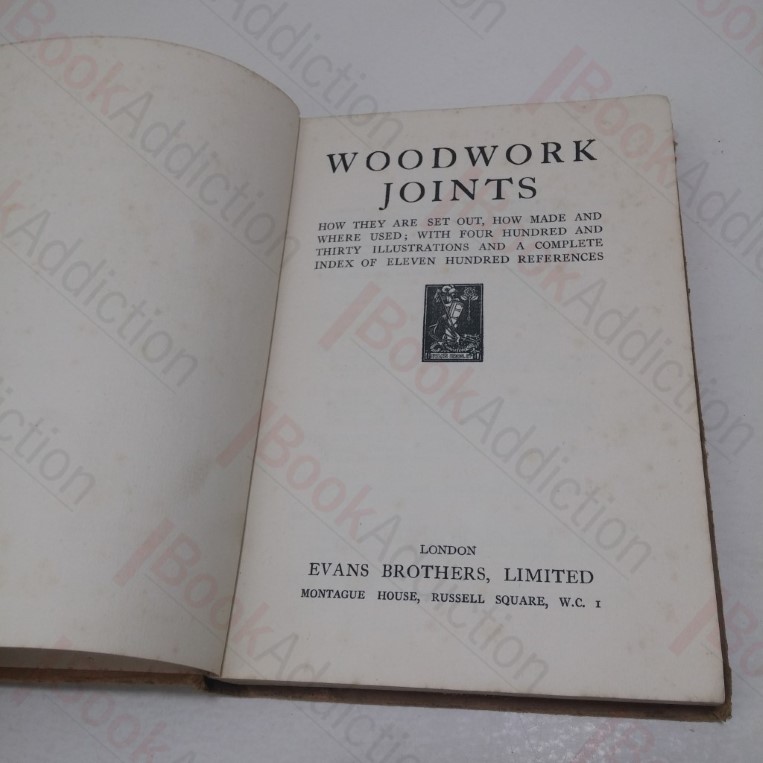 WOODWORK
JOINTS
HOW THEY ARE SET OUT, HOW MADE AND
WHERE USED; WITH FOUR HUNDRED AND
THIRTY ILLUSTRATIONS AND A COMPLETE
INDEX OF ELEVEN HUNDRED REFERENCES
LONDON
EVANS BROTHERS, LIMITED
MONTAGUE HOUSE, RUSSELL SQUARE, W.C. 1
BookAddiction